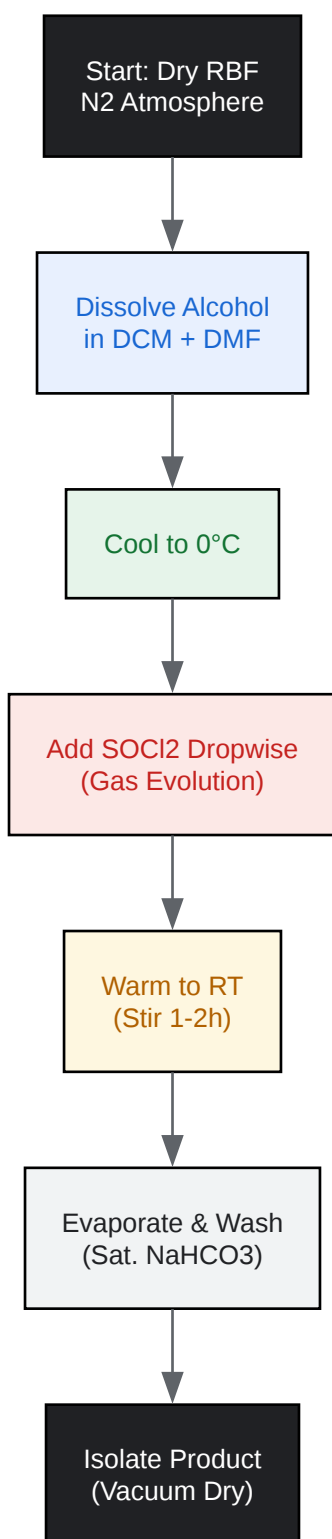 Start: Dry RBF
N2 Atmosphere
Dissolve Alcohol
in DCM + DMF
Cool to 0°C
Add SOCl2 Dropwise
(Gas Evolution)
Warm to RT
(Stir 1-2h)
Evaporate & Wash
(Sat. NaHCO3)
Isolate Product
(Vacuum Dry)